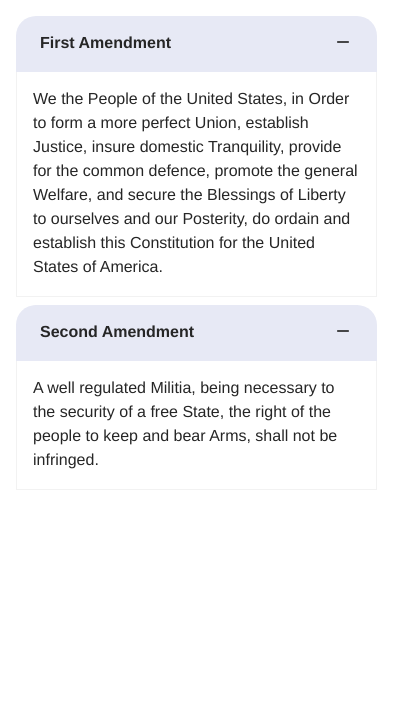 First Amendment
We the People of the United States, in Order
to form a more perfect Union, establish
Justice, insure domestic Tranquility, provide
for the common defence, promote the general
Welfare, and secure the Blessings of Liberty
to ourselves and our Posterity, do ordain and
establish this Constitution for the United
States of America.
Second Amendment
A well regulated Militia, being necessary to
the security of a free State, the right of the
people to keep and bear Arms, shall not be
infringed.